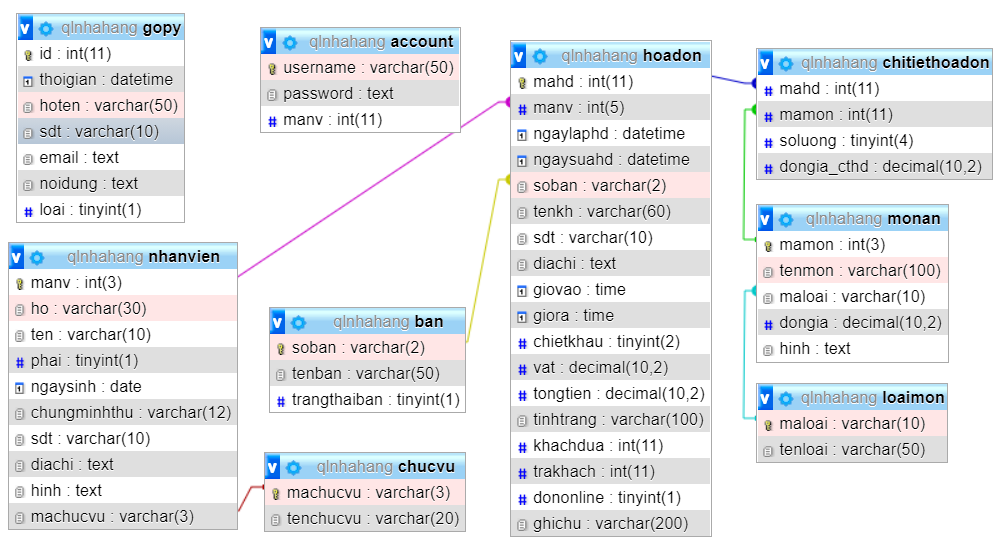 v qlnhahang gopy
id : int(11)
thoigian : datetime
hoten : varchar(50)
sdt : varchar(10)
email : text
noidung : text
# loai : tinyint(1)
v qlnhahang account
username : varchar(50)
password : text
# manv : int(11)
v qlnhahang hoadon
mahd : int(11)
# manv : int(5)
ngaylaphd : datetime
ngaysuahd : datetime
soban : varchar(2)
tenkh : varchar(60)
sdt : varchar(10)
diachi : text
giovao : time
giora : time
# chietkhau : tinyint(2)
# vat : decimal(10,2)
# tongtien : decimal(10,2)
tinhtrang : varchar(100)
# khachdua : int(11)
# trakhach : int(11)
# dononline : tinyint(1)
ghichu : varchar(200)
v qlnhahang chitiethoadon
# mahd : int(11)
# mamon : int(11)
# soluong : tinyint(4)
# dongia_cthd : decimal(10,2)
v qlnhahang monan
mamon : int(3)
tenmon : varchar(100)
maloai : varchar(10)
# dongia : decimal(10,2)
hinh : text
v qlnhahang loaimon
maloai : varchar(10)
tenloai : varchar(50)
v qlnhahang nhanvien
manv : int(3)
ho : varchar(30)
ten : varchar(10)
# phai : tinyint(1)
ngaysinh : date
chungminhthu : varchar(12)
sdt : varchar(10)
diachi : text
hinh : text
machucvu : varchar(3)
v qlnhahang ban
soban : varchar(2)
tenban : varchar(50)
# trangthaiban : tinyint(1)
v qlnhahang chucvu
machucvu : varchar(3)
tenchucvu : varchar(20)